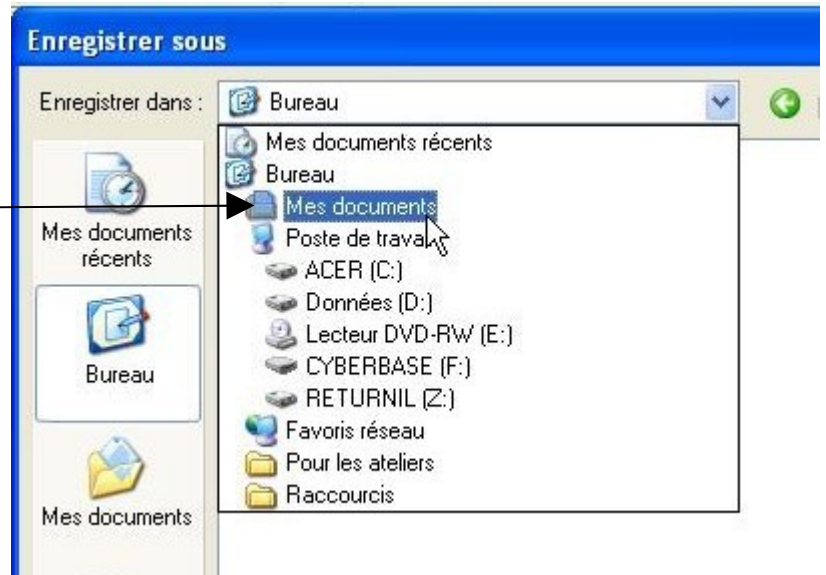 Enregistrer sous
Enregistrer dans :
Bureau
Mes documents récents
Bureau
Mes documents
Poste de travail
ACER (C:)
Données (D:)
Lecteur DVD-RW (E:)
CYBERBASE (F:)
RETURNIL (Z:)
Favoris réseau
Pour les ateliers
Raccourcis
Mes documents
récents
Bureau
Mes documents